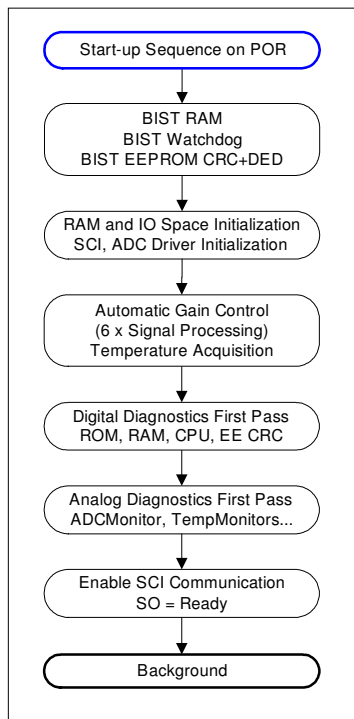 Start-up Sequence on POR
BIST RAM
BIST Watchdog
BIST EEPROM CRC+DED
RAM and IO Space Initialization
SCI, ADC Driver Initialization
Automatic Gain Control
(6 x Signal Processing)
Temperature Acquisition
Digital Diagnostics First Pass
ROM, RAM, CPU, EE CRC
Analog Diagnostics First Pass
ADCMonitor, TempMonitors...
Enable SCI Communication
SO = Ready
Background